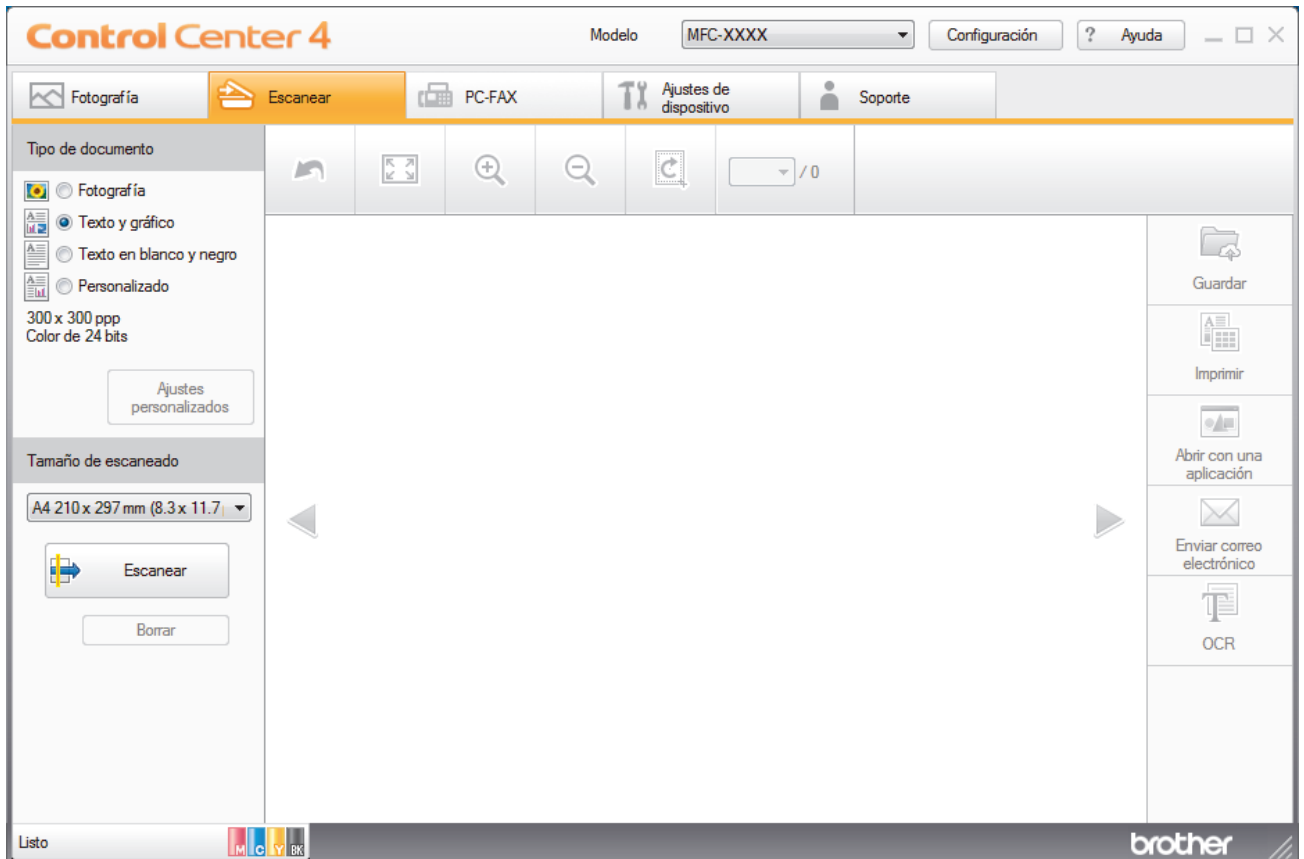 Control Center 4
Modelo
MFC-XXXX
Configuración
? Ayuda
Fotografía
Escanear
PC-FAX
Ajustes de
dispositivo
Soporte
Tipo de documento
Fotografía
Texto y gráfico
Texto en blanco y negro
Personalizado
300 x 300 ppp
Color de 24 bits
Ajustes
personalizados
Tamaño de escaneado
A4 210 x 297 mm (8.3 x 11.7
Escanear
Borrar
/ 0
Guardar
Imprimir
Abrir con una
aplicación
Enviar correo
electrónico
OCR
Listo
M C Y BK
brother